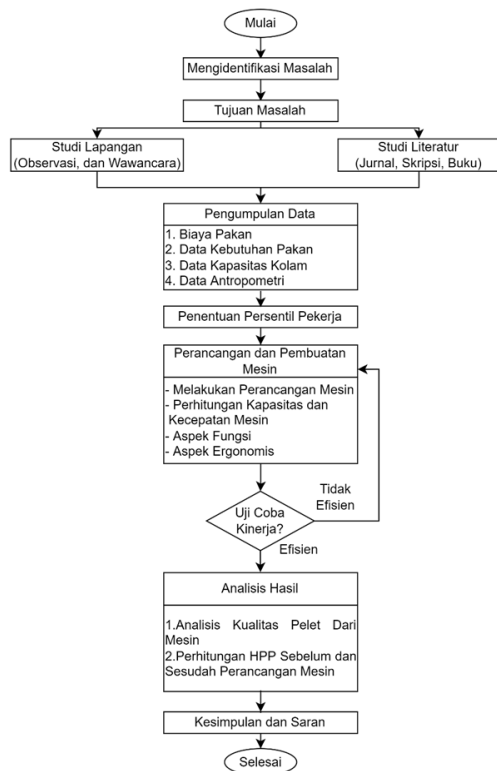 Mulai
Mengidentifikasi Masalah
Tujuan Masalah
Studi Lapangan
(Observasi, dan Wawancara)
Studi Literatur
(Jurnal, Skripsi, Buku)
Pengumpulan Data
1. Biaya Pakan
2. Data Kebutuhan Pakan
3. Data Kapasitas Kolam
4. Data Antropometri
Penentuan Persentil Pekerja
Perancangan dan Pembuatan
Mesin
- Melakukan Perancangan Mesin
- Perhitungan Kapasitas dan
Kecepatan Mesin
- Aspek Fungsi
- Aspek Ergonomis
Uji Coba
Kinerja?
Tidak
Efisien
Efisien
Analisis Hasil
1.Analisis Kualitas Pelet Dari
Mesin
2.Perhitungan HPP Sebelum dan
Sesudah Perancangan Mesin
Kesimpulan dan Saran
Selesai